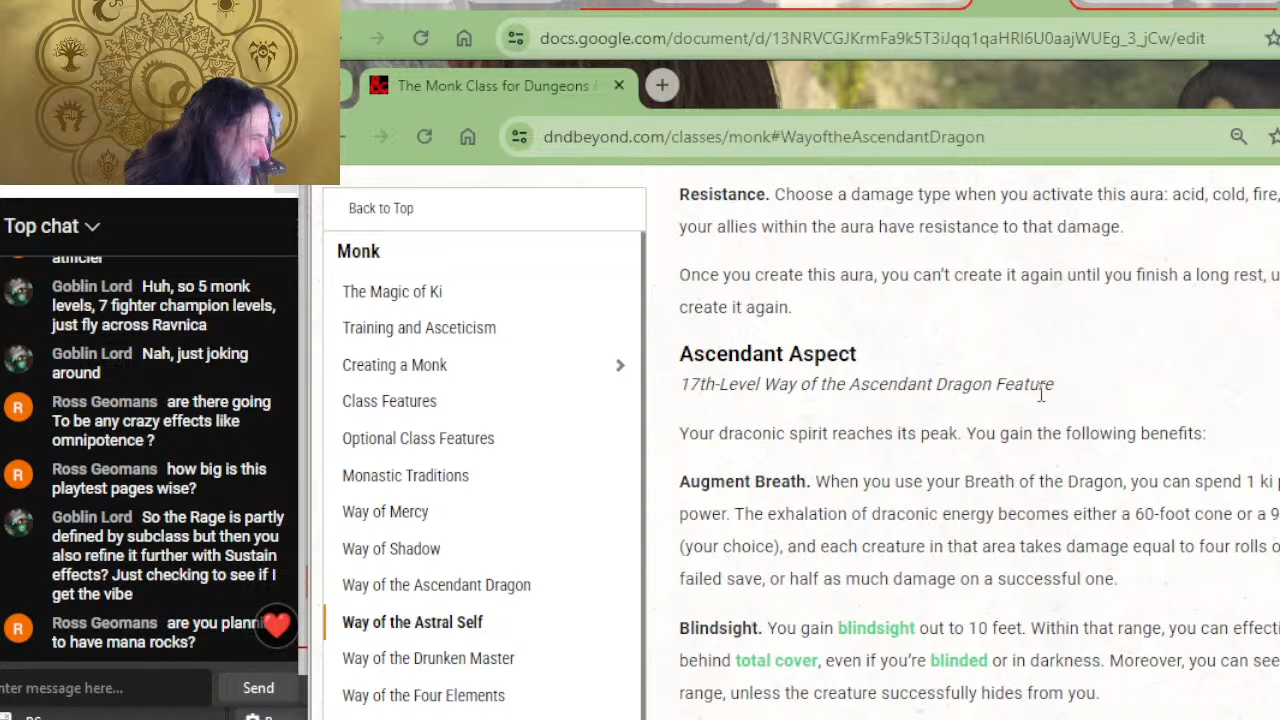 docs.google.com/document/d/13NRVCGJKrmFa9k5T3iJqq1qaHRl6U0aajWUEg_3_jCw/edit
The Monk Class for Dungeons
dndbeyond.com/classes/monk#WayoftheAscendantDragon
Top chat
Goblin Lord Huh, so 5 monk
levels, 7 fighter champion levels,
just fly across Ravnica
Goblin Lord Nah, just joking
around
Ross Geomans are there going
To be any crazy effects like
omnipotence ?
Ross Geomans how big is this
playtest pages wise?
Goblin Lord So the Rage is partly
defined by subclass but then you
also refine it further with Sustain
effects? Just checking to see if I
get the vibe
Ross Geomans are you
to have mana rocks?
message here...
Send
Back to Top
Monk
The Magic of Ki
Training and Asceticism
Creating a Monk
Class Features
Optional Class Features
Monastic Traditions
Way of Mercy
Way of Shadow
Way of the Ascendant Dragon
Way of the Astral Self
Way of the Drunken Master
Way of the Four Elements
Resistance. Choose a damage type when you activate this aura: acid, cold, fire,
your allies within the aura have resistance to that damage.
Once you create this aura, you can't create it again until you finish a long rest,
create it again.
Ascendant Aspect
17th-Level Way of the Ascendant Dragon Feature
Your draconic spirit reaches its peak. You gain the following benefits:
Augment Breath. When you use your Breath of the Dragon, you can spend 1 ki
power. The exhalation of draconic energy becomes either a 60-foot cone or a
(your choice), and each creature in that area takes damage equal to four rolls
failed save, or half as much damage on a successful one.
Blindsight. You gain blindsight out to 10 feet. Within that range, you can
behind total cover, even if you're blinded or in darkness. Moreover, you can see
range, unless the creature successfully hides from you.